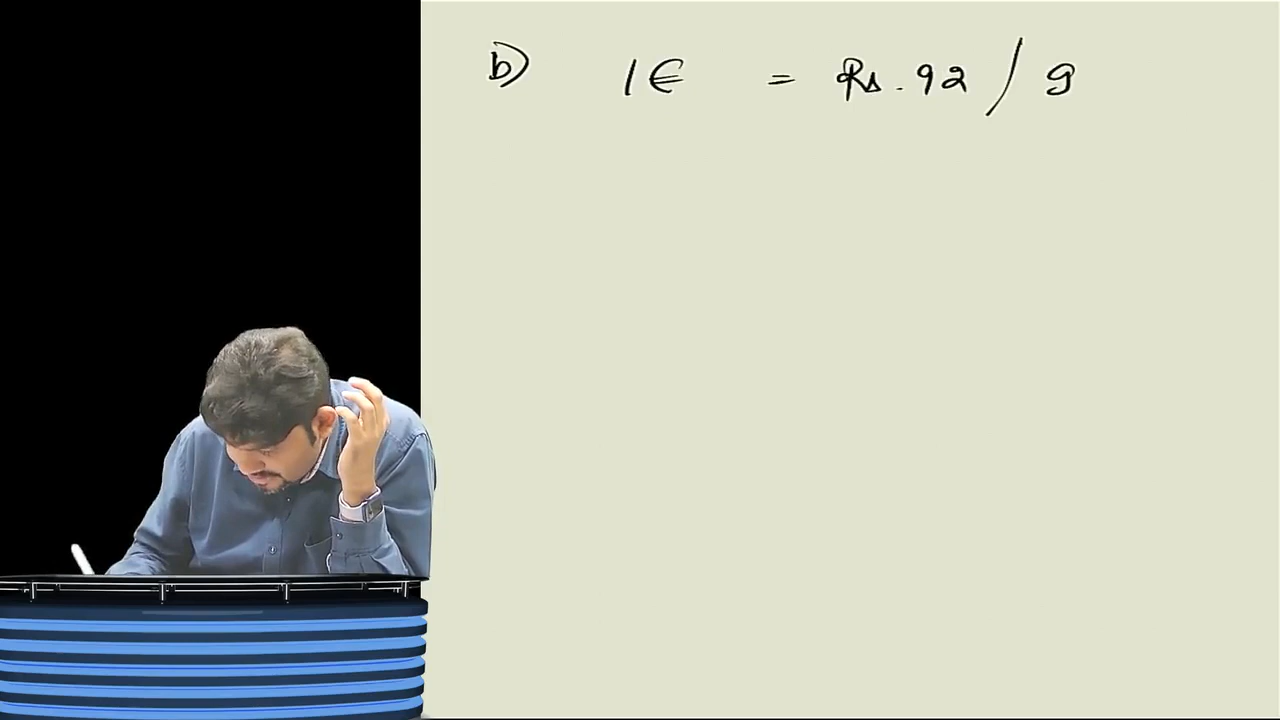 b) 1€ = Rs. 92 / 9